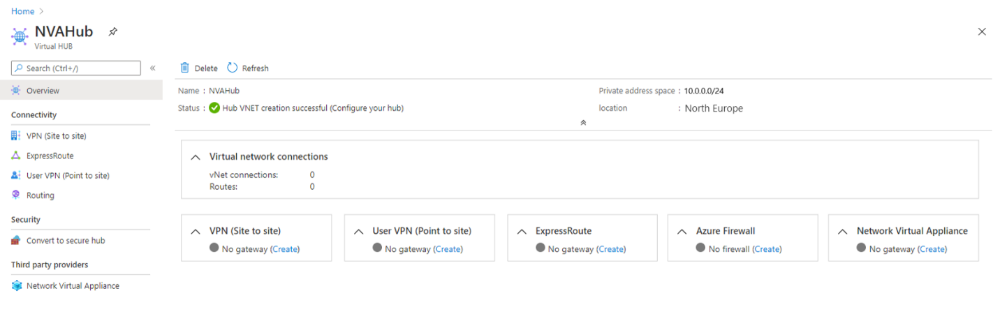 Home
NVAHub
Virtual HUB
Search (Ctrl+/)
Overview
Connectivity
VPN (Site to site)
ExpressRoute
User VPN (Point to site)
Routing
Security
Convert to secure hub
Third party providers
Network Virtual Appliance
Delete Refresh
Name : NVAHub
Status : Hub VNET creation successful (Configure your hub)
Private address space : 10.0.0.0/24
location : North Europe
Virtual network connections
vNet connections: 0
Routes: 0
VPN (Site to site)
No gateway (Create)
User VPN (Point to site)
No gateway (Create)
ExpressRoute
No gateway (Create)
Azure Firewall
No firewall (Create)
Network Virtual Appliance
No gateway (Create)